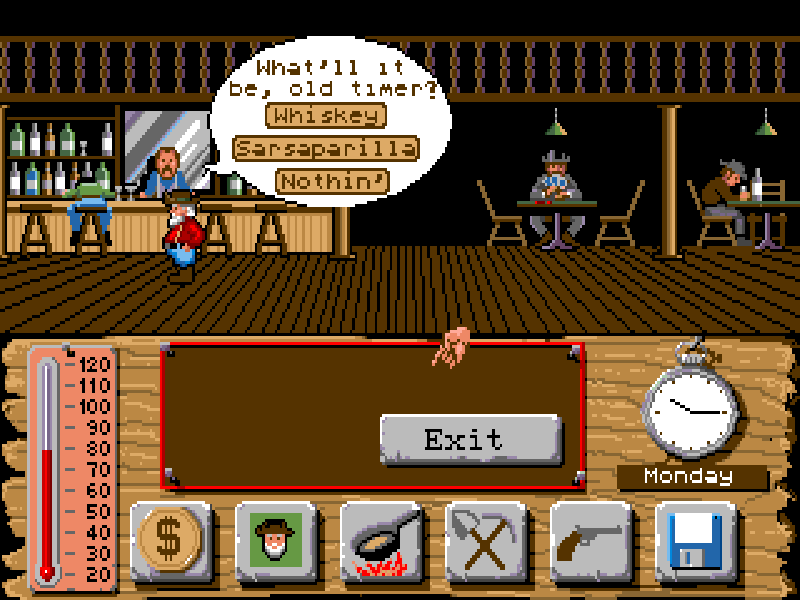 What'll it
be, old timer?
Whiskey
Sarsaparilla
Nothin'
120
110
100
90
80
70
60
50
40
30
20
Exit
Monday
$